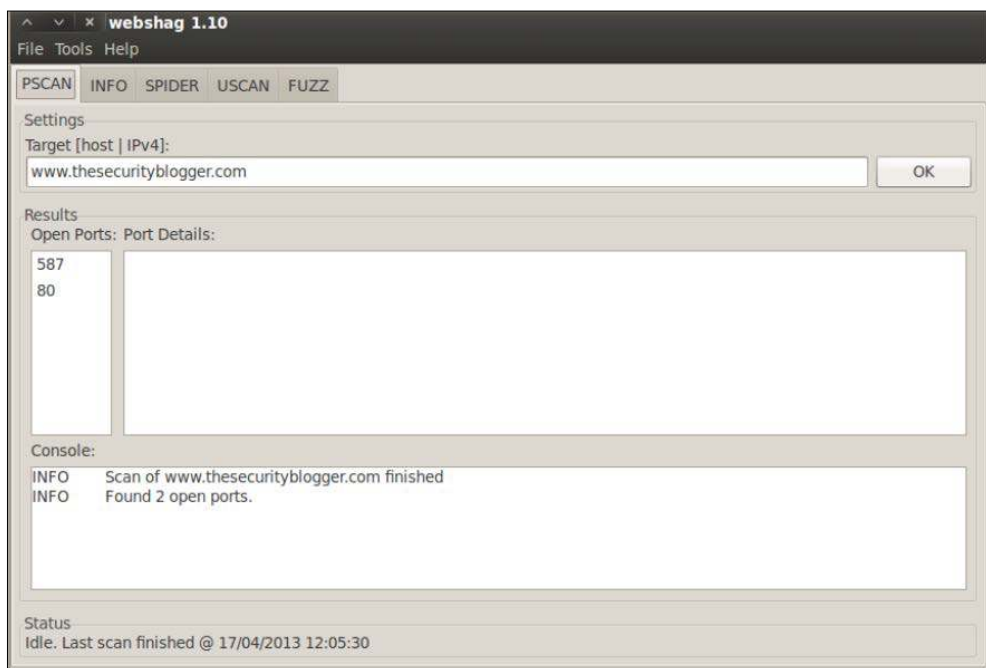 webshag 1.10
File Tools Help
PSCAN INFO SPIDER USCAN FUZZ
Settings
Target [host | IPv4]:
www.thesecurityblogger.com OK
Results
Open Ports: Port Details:
587
80
Console:
INFO Scan of www.thesecurityblogger.com finished
INFO Found 2 open ports.
Status
Idle. Last scan finished @ 17/04/2013 12:05:30